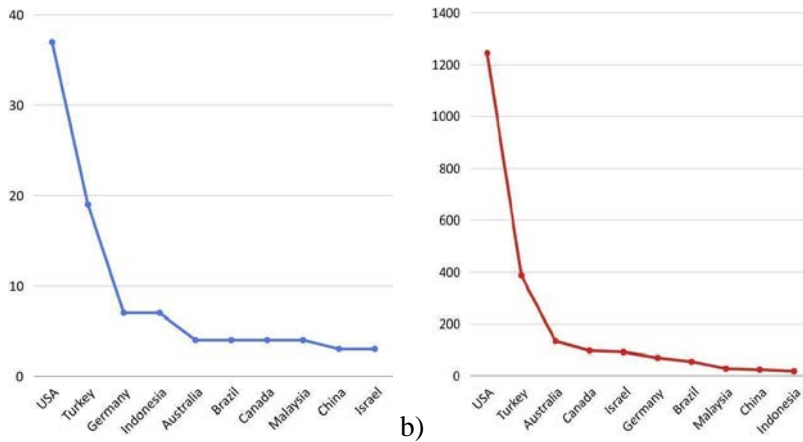 40
30
20
10
0
USA
Turkey
Germany
Indonesia
Australia
Brazil
Canada
Malaysia
China
Israel
b)
1400
1200
1000
800
600
400
200
0
USA
Turkey
Australia
Canada
Israel
Germany
Brazil
Malaysia
China
Indonesia